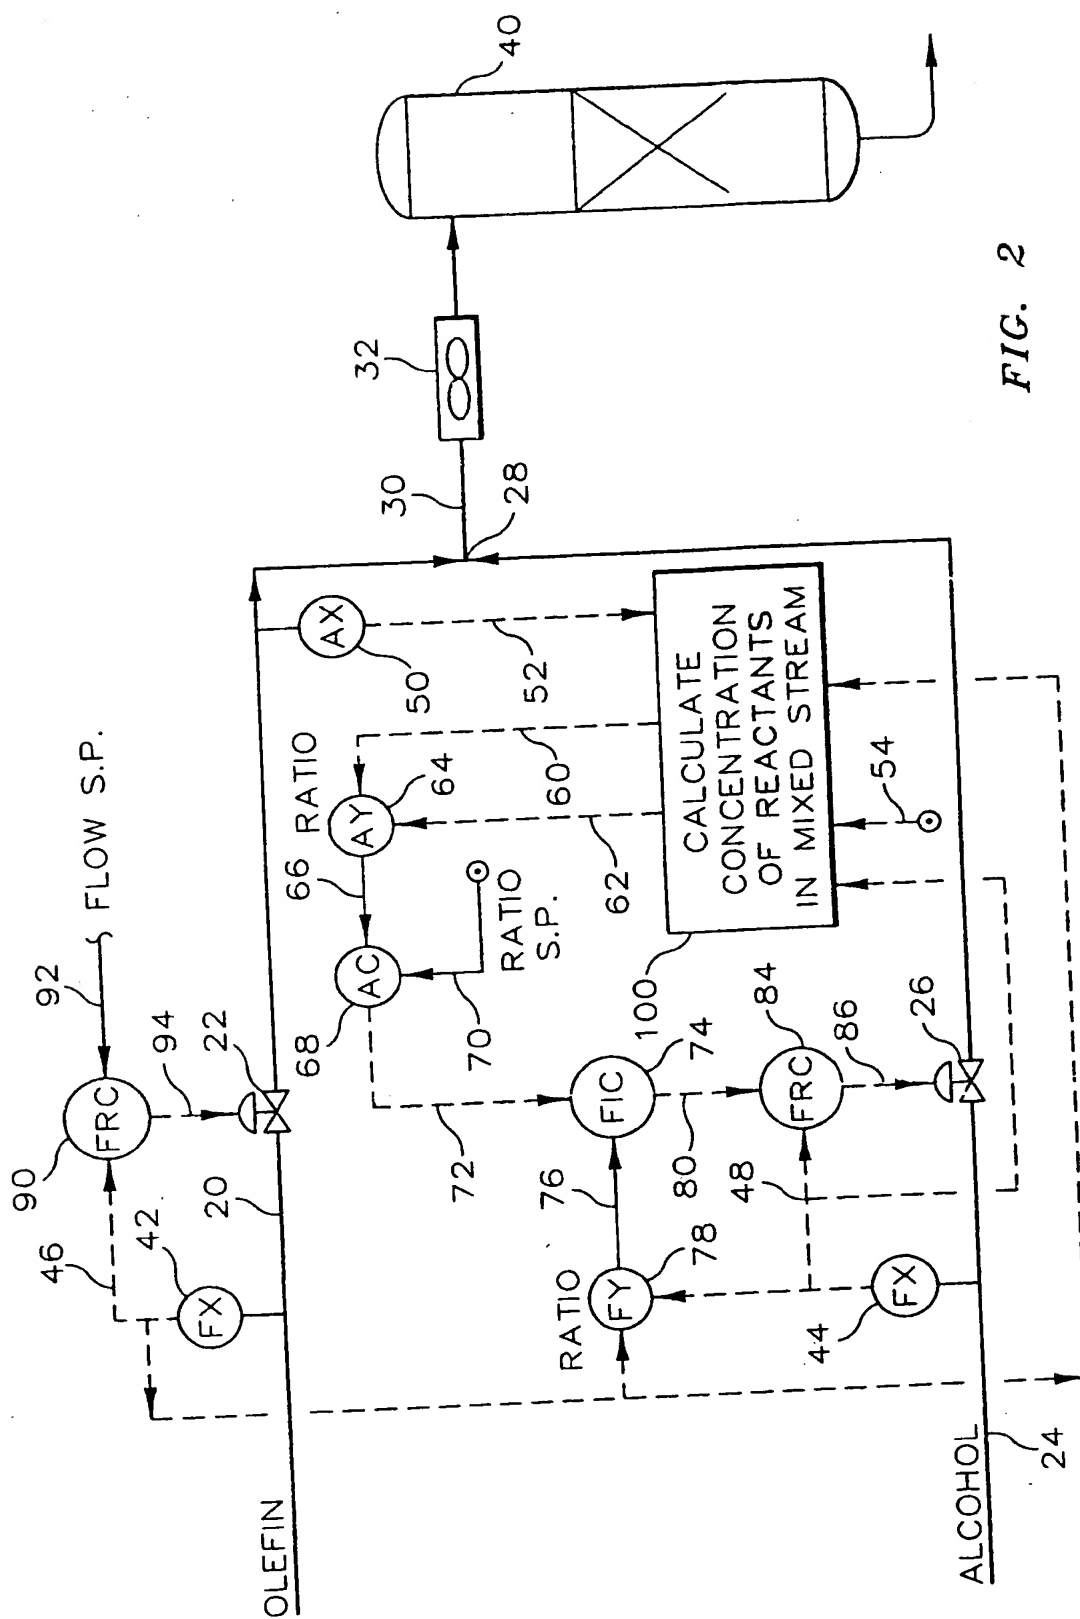 92
FLOW S.P.
90
FRC
46
94
22
42
20
FX
OLEFIN
RATIO
AX
50
AY
64
66
52
AC
68
60
70
RATIO
S.P.
62
72
30
28
32
40
CALCULATE
CONCENTRATION
OF REACTANTS
IN MIXED STREAM
100
54
FIC
74
76
80
FRC
84
86
26
RATIO
FY
78
48
FX
44
ALCOHOL
24
FIG. 2